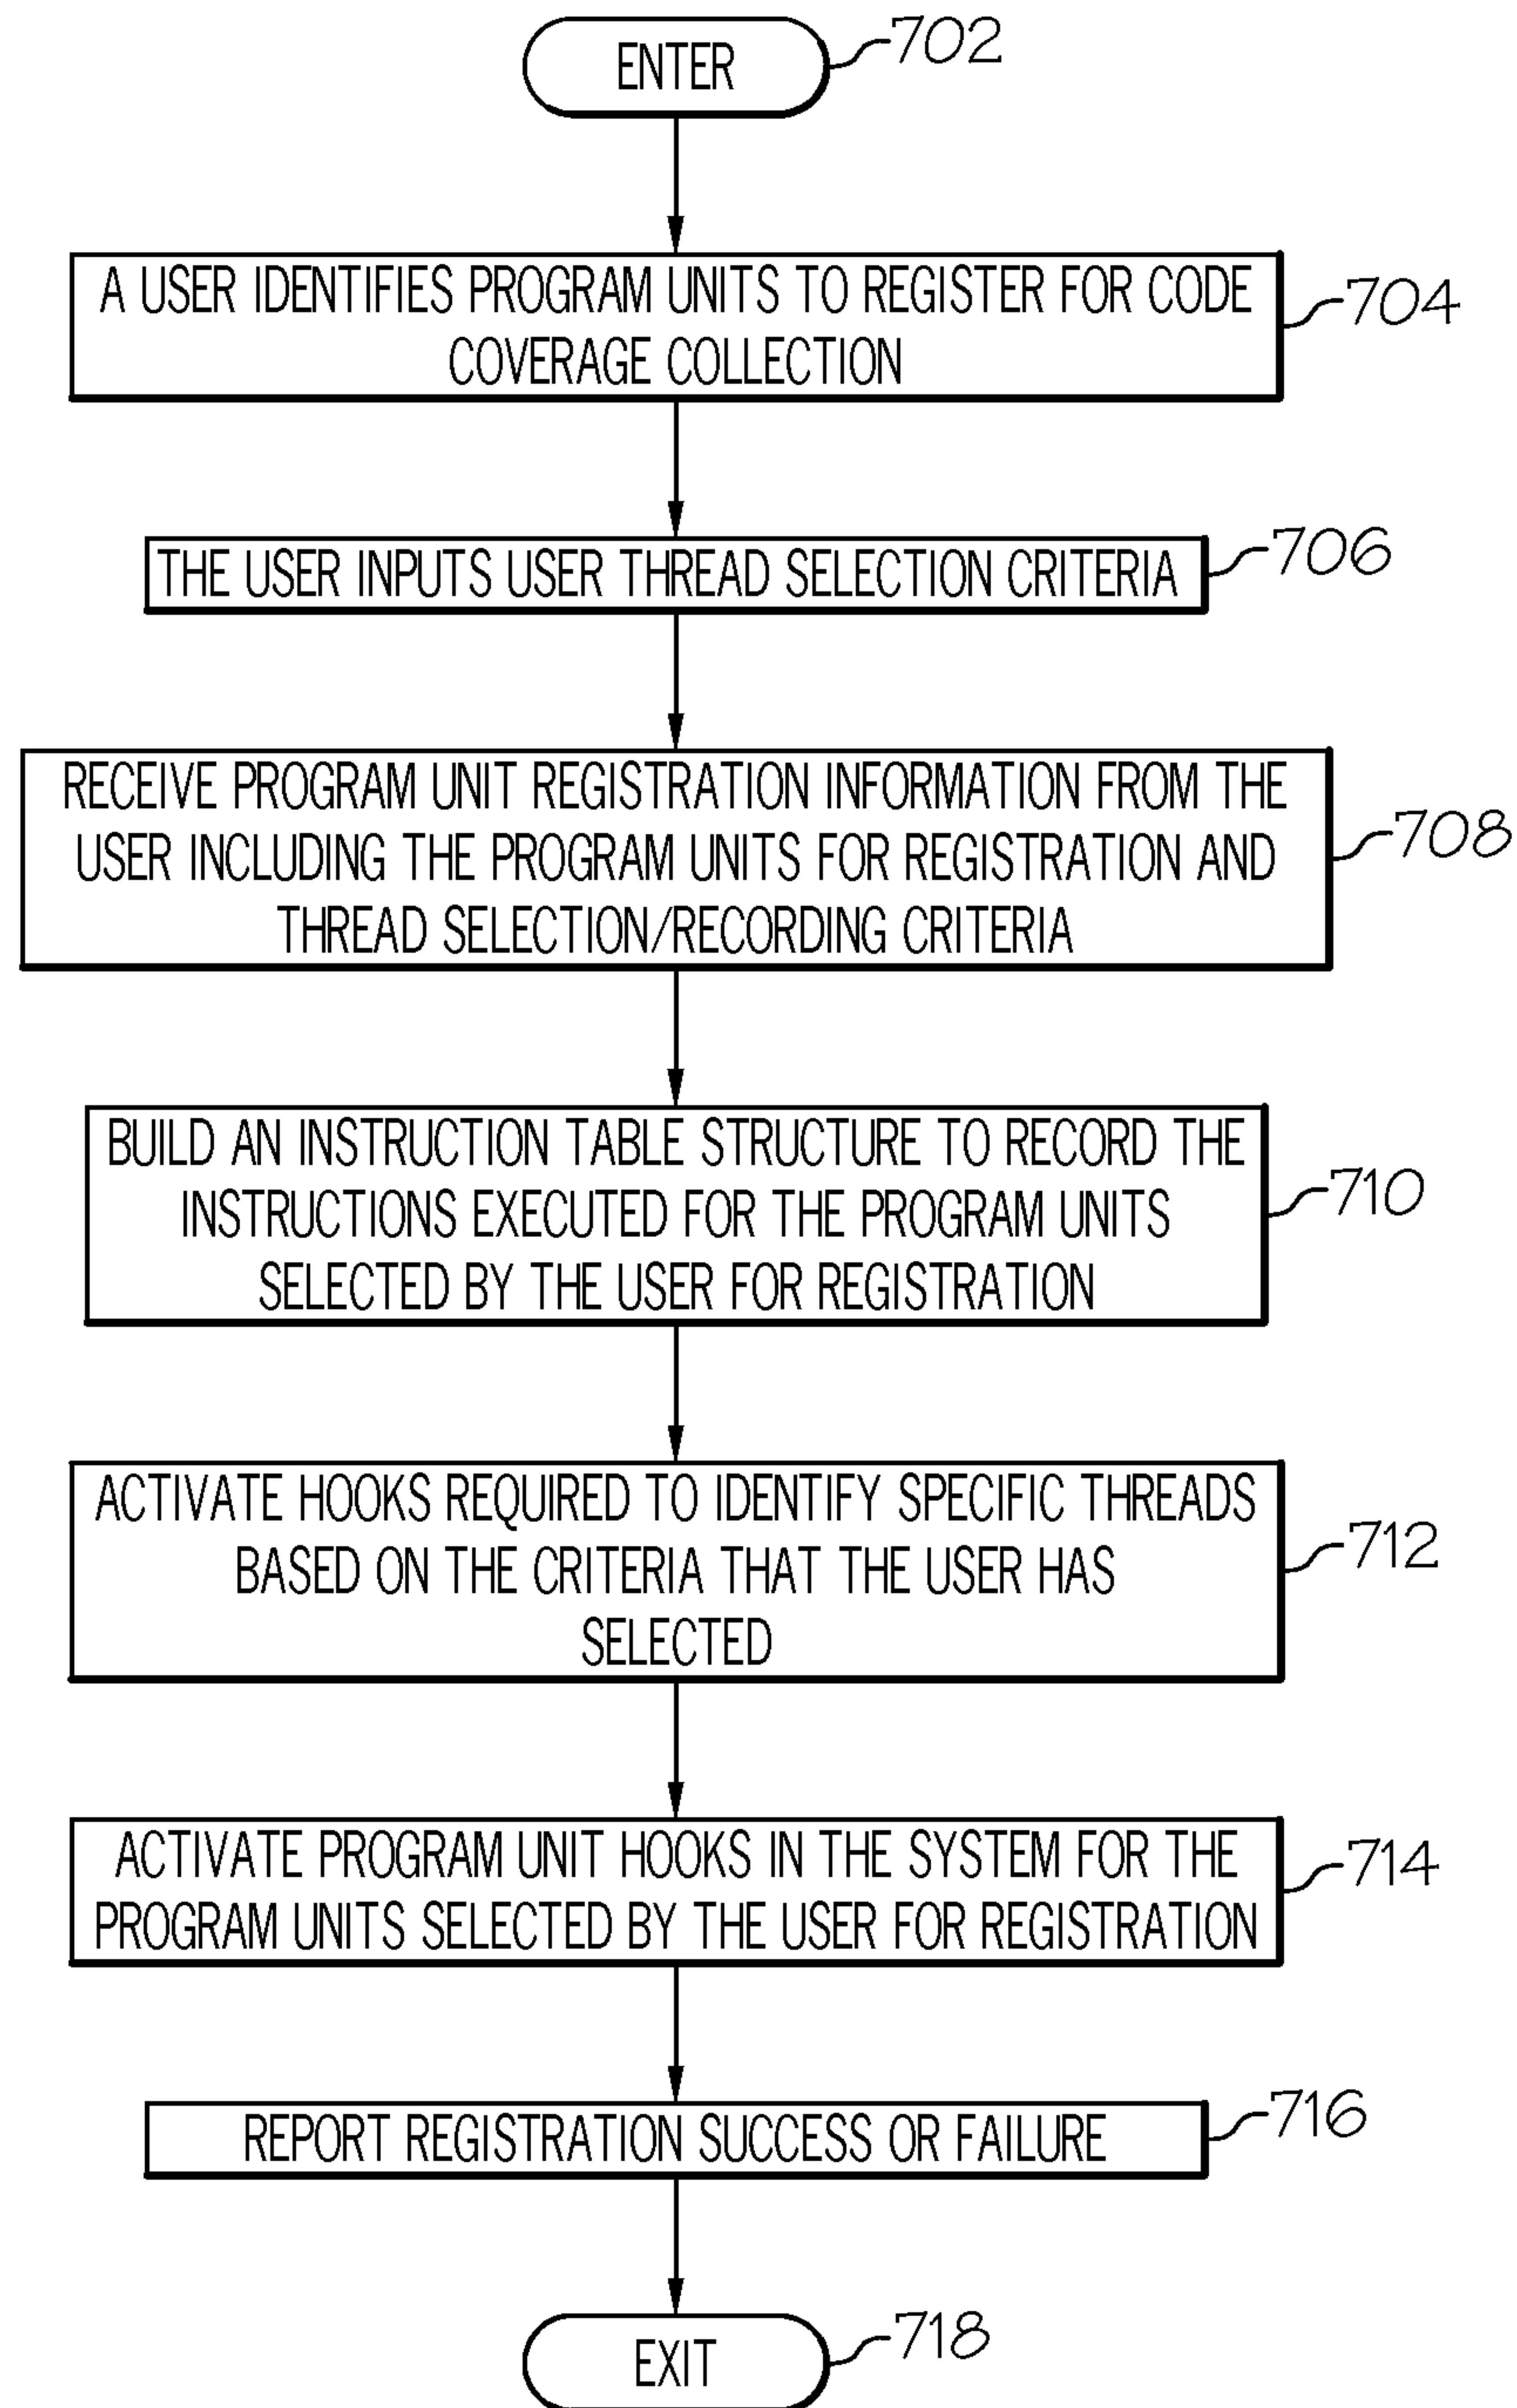 ENTER
702
A USER IDENTIFIES PROGRAM UNITS TO REGISTER FOR CODE
COVERAGE COLLECTION
704
THE USER INPUTS USER THREAD SELECTION CRITERIA
706
RECEIVE PROGRAM UNIT REGISTRATION INFORMATION FROM THE
USER INCLUDING THE PROGRAM UNITS FOR REGISTRATION AND
THREAD SELECTION/RECORDING CRITERIA
708
BUILD AN INSTRUCTION TABLE STRUCTURE TO RECORD THE
INSTRUCTIONS EXECUTED FOR THE PROGRAM UNITS
SELECTED BY THE USER FOR REGISTRATION
710
ACTIVATE HOOKS REQUIRED TO IDENTIFY SPECIFIC THREADS
BASED ON THE CRITERIA THAT THE USER HAS
SELECTED
712
ACTIVATE PROGRAM UNIT HOOKS IN THE SYSTEM FOR THE
PROGRAM UNITS SELECTED BY THE USER FOR REGISTRATION
714
REPORT REGISTRATION SUCCESS OR FAILURE
716
EXIT
718